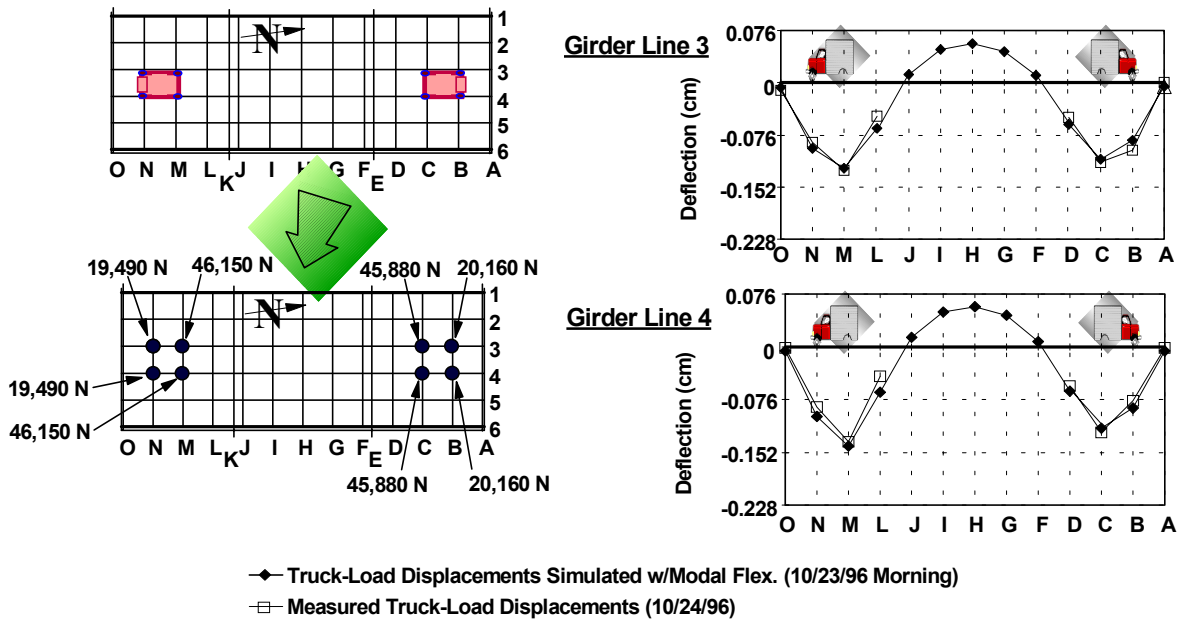 N
1
2
3
4
5
6
O N M L K J I H G F E D C B A
19,490 N
46,150 N
45,880 N
20,160 N
N
1
2
3
4
5
6
19,490 N
46,150 N
O N M L K J I H G F E D C B A
45,880 N
20,160 N
Girder Line 3
Deflection (cm)
0.076
0
-0.076
-0.152
-0.228
O N M L J I H G F D C B A
Girder Line 4
Deflection (cm)
0.076
0
-0.076
-0.152
-0.228
O N M L J I H G F D C B A
Truck-Load Displacements Simulated w/Modal Flex. (10/23/96 Morning)
Measured Truck-Load Displacements (10/24/96)